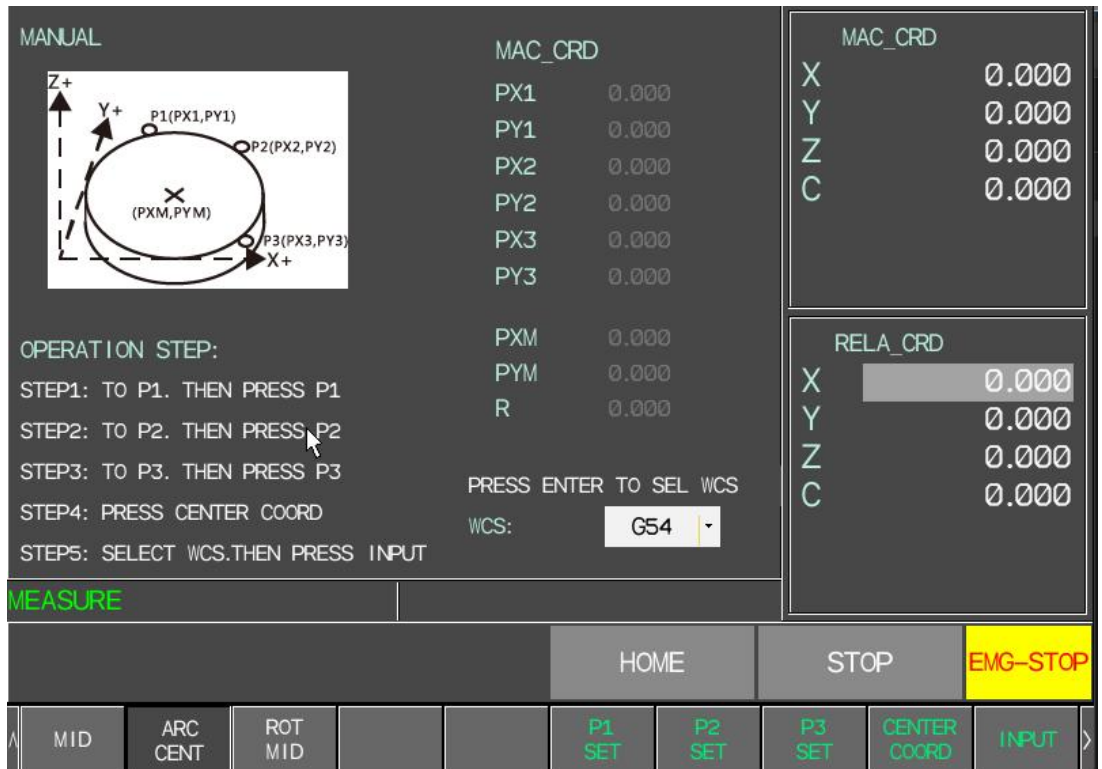 MANUAL
Z+
Y+
P1(PX1,PY1)
P2(PX2,PY2)
(PXM,PYM)
P3(PX3,PY3)
X+
OPERATION STEP:
STEP1: TO P1. THEN PRESS P1
STEP2: TO P2. THEN PRESS P2
STEP3: TO P3. THEN PRESS P3
STEP4: PRESS CENTER COORD
STEP5: SELECT WCS.THEN PRESS INPUT
MAC_CRD
PX1 0.000
PY1 0.000
PX2 0.000
PY2 0.000
PX3 0.000
PY3 0.000
PXM 0.000
PYM 0.000
R 0.000
PRESS ENTER TO SEL WCS
WCS: G54
MAC_CRD
X 0.000
Y 0.000
Z 0.000
C 0.000
RELA_CRD
X 0.000
Y 0.000
Z 0.000
C 0.000
MEASURE
HOME
STOP
EMG-STOP
MID
ARC
CENT
ROT
MID
P1
SET
P2
SET
P3
SET
CENTER
COORD
INPUT